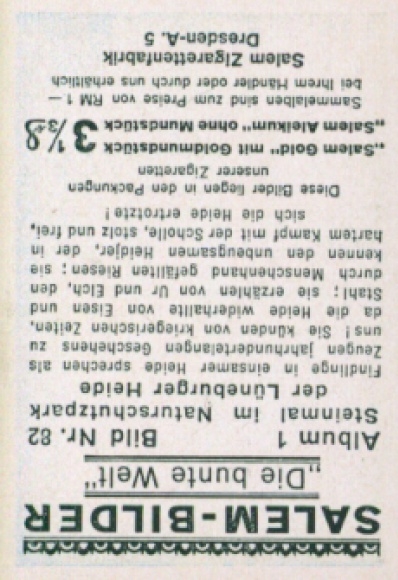 SALEM-BILDER
„Die bunte Welt"
Album 1 Bild Nr. 82
Steinmal im Naturschutzpark
der Lüneburger Heide
Findlinge in einsamer Heide sprechen als
Zeugen jahrhundertelangen Geschehens zu
uns! Sie künden von kriegerischen Zeiten,
da die Heide widerhallte von Eisen und
Stahl; sie erzählen von Ur und Elch, den
durch Menschenhand gefällten Riesen; sie
kennen den unbeugsamen Heidjer, der in
hartem Kampf mit der Scholle, stolz und frei,
sich die Heide ertrotzte!
Diese Bilder liegen in den Packungen
unserer Zigaretten
„Salem Gold" mit Goldmundstück
„Salem Aleikum" ohne Mundstück 3⅓₰
Sammelalben sind zum Preise von RM 1.—
bei Ihrem Händler oder durch uns erhältlich
Salem Zigarettenfabrik
Dresden-A. 5